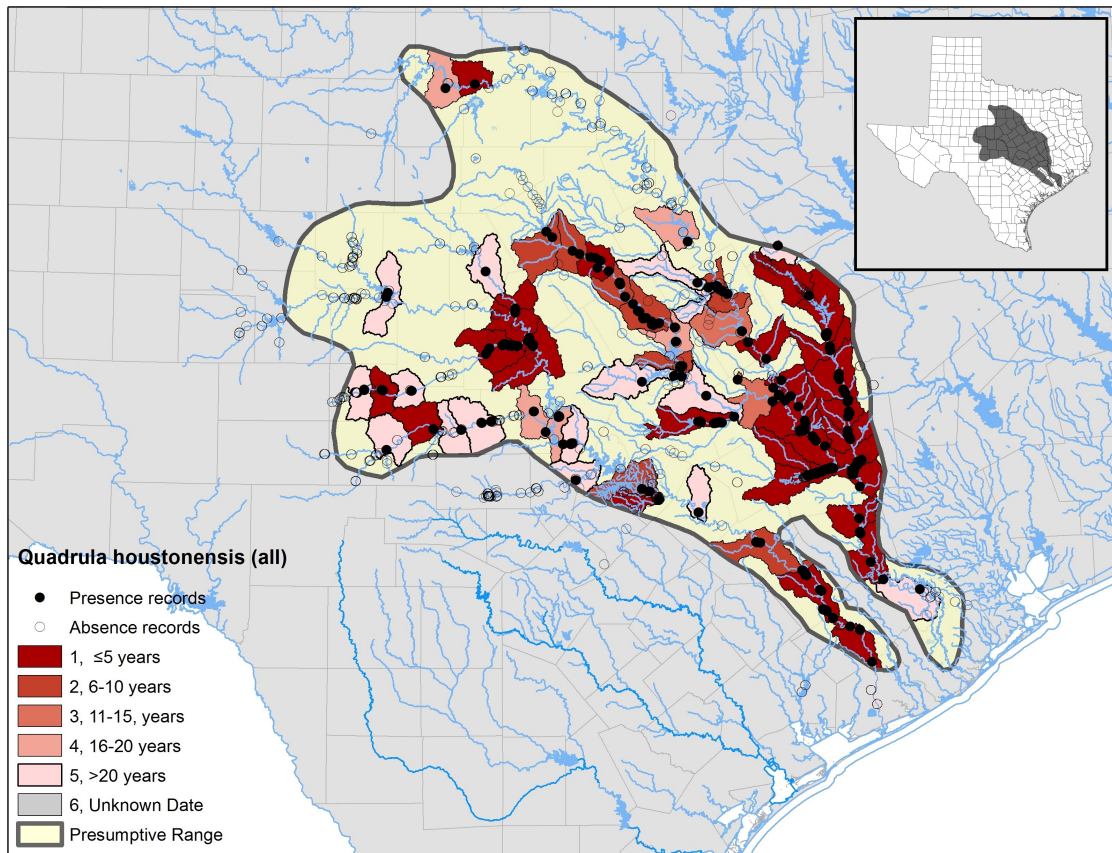 Quadrula houstonensis (all)
Presence records
Absence records
1, ≤5 years
2, 6-10 years
3, 11-15, years
4, 16-20 years
5, >20 years
6, Unknown Date
Presumptive Range